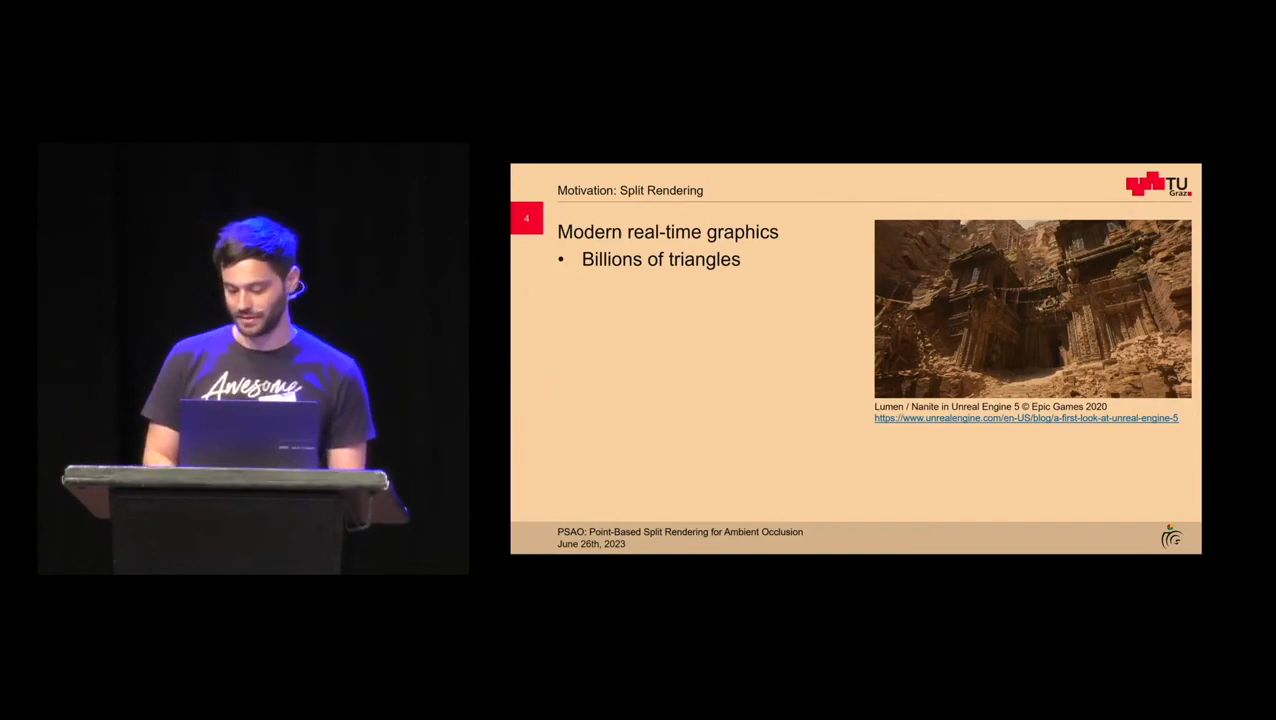 Awesome
Motivation: Split Rendering
TU
Graz
4
Modern real-time graphics
• Billions of triangles
Lumen / Nanite in Unreal Engine 5 © Epic Games 2020
https://www.unrealengine.com/en-US/blog/a-first-look-at-unreal-engine-5
PSAO: Point-Based Split Rendering for Ambient Occlusion
June 26th, 2023